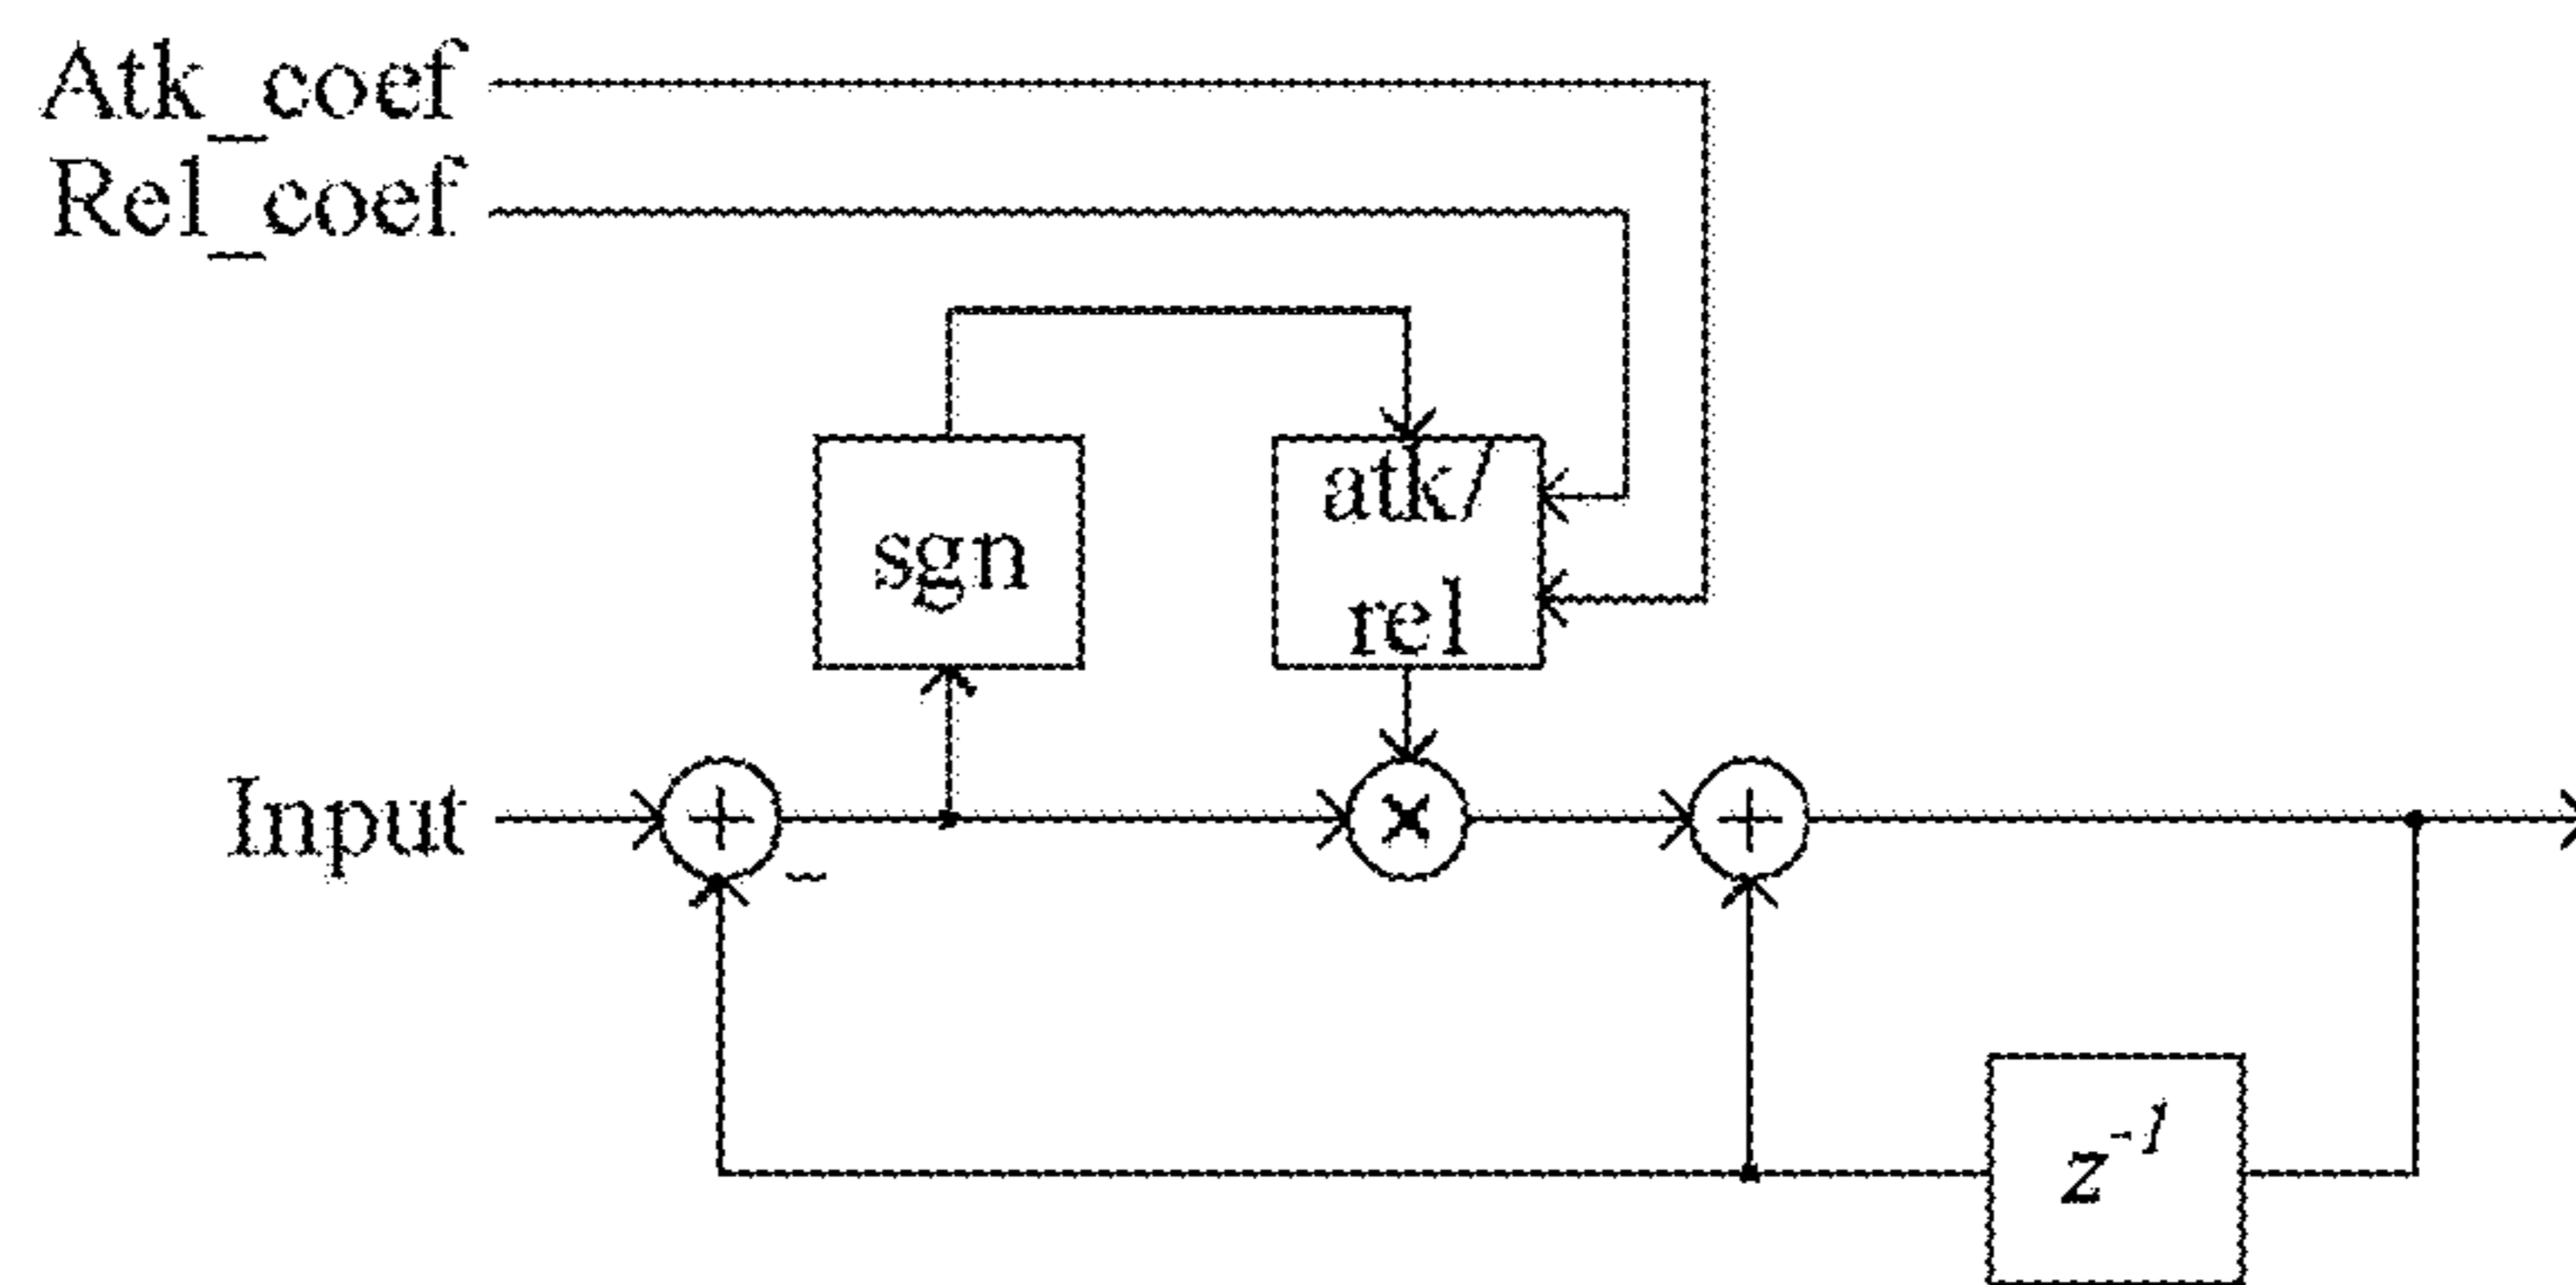 Atk_coef
Rel_coef
sgn
atk/
rel
Input
+
×
+
-
z⁻¹